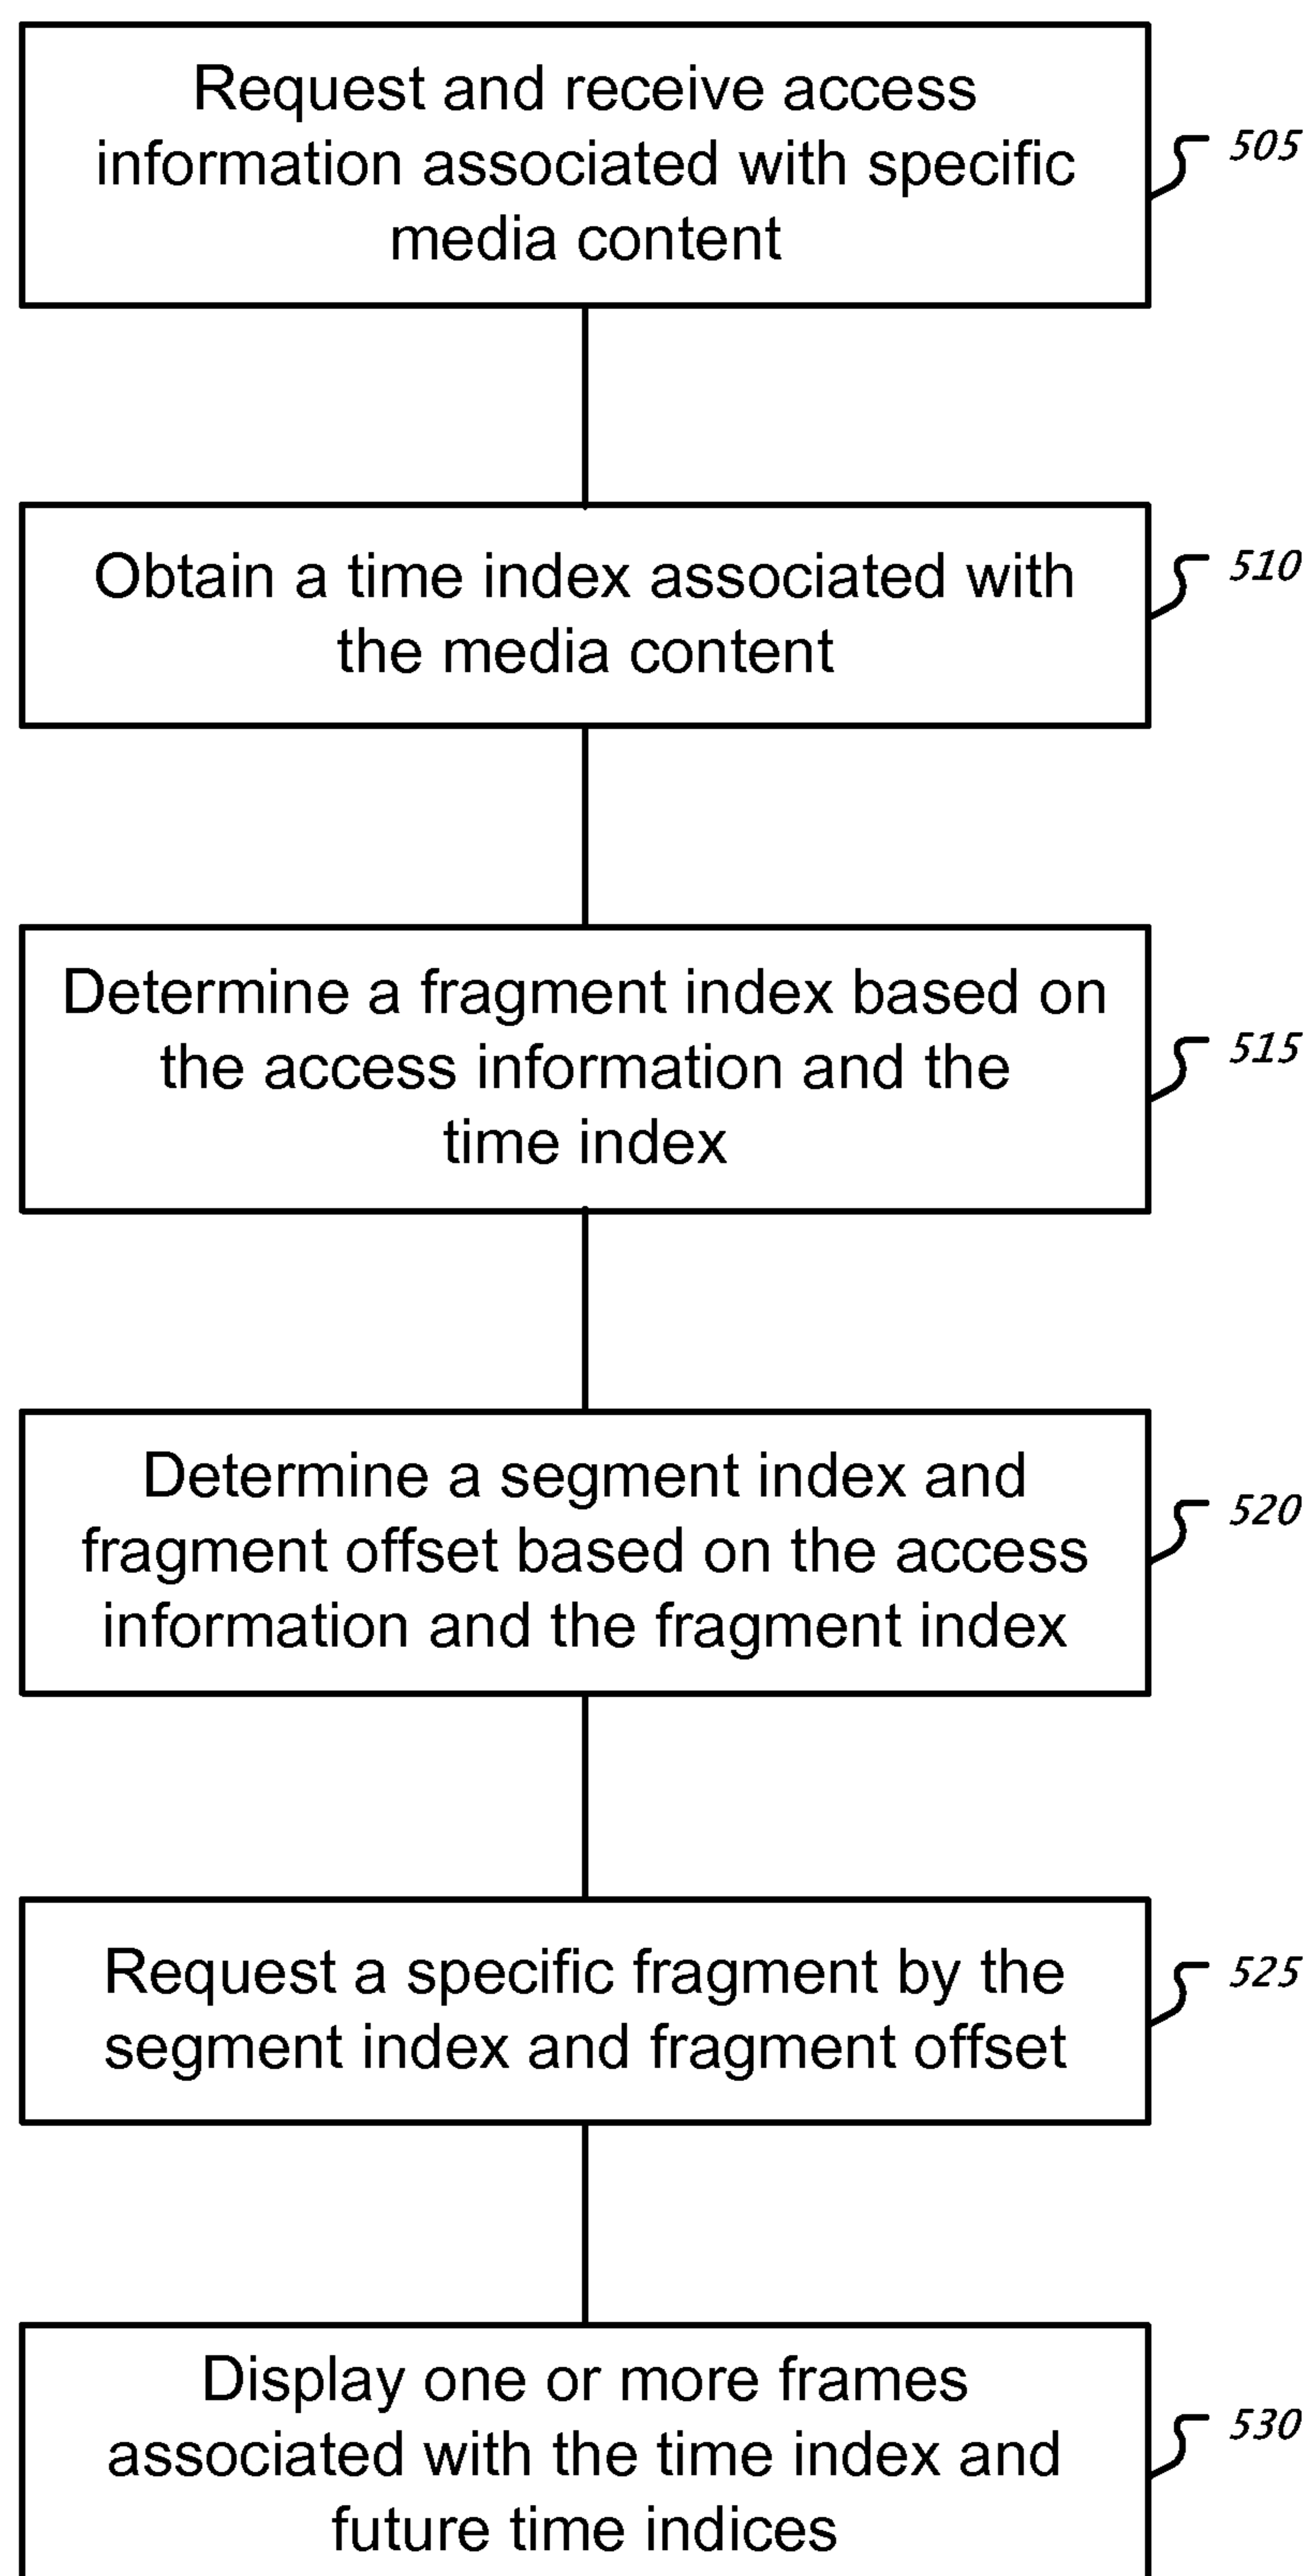 Request and receive access
information associated with specific
media content
505
Obtain a time index associated with
the media content
510
Determine a fragment index based on
the access information and the
time index
515
Determine a segment index and
fragment offset based on the access
information and the fragment index
520
Request a specific fragment by the
segment index and fragment offset
525
Display one or more frames
associated with the time index and
future time indices
530